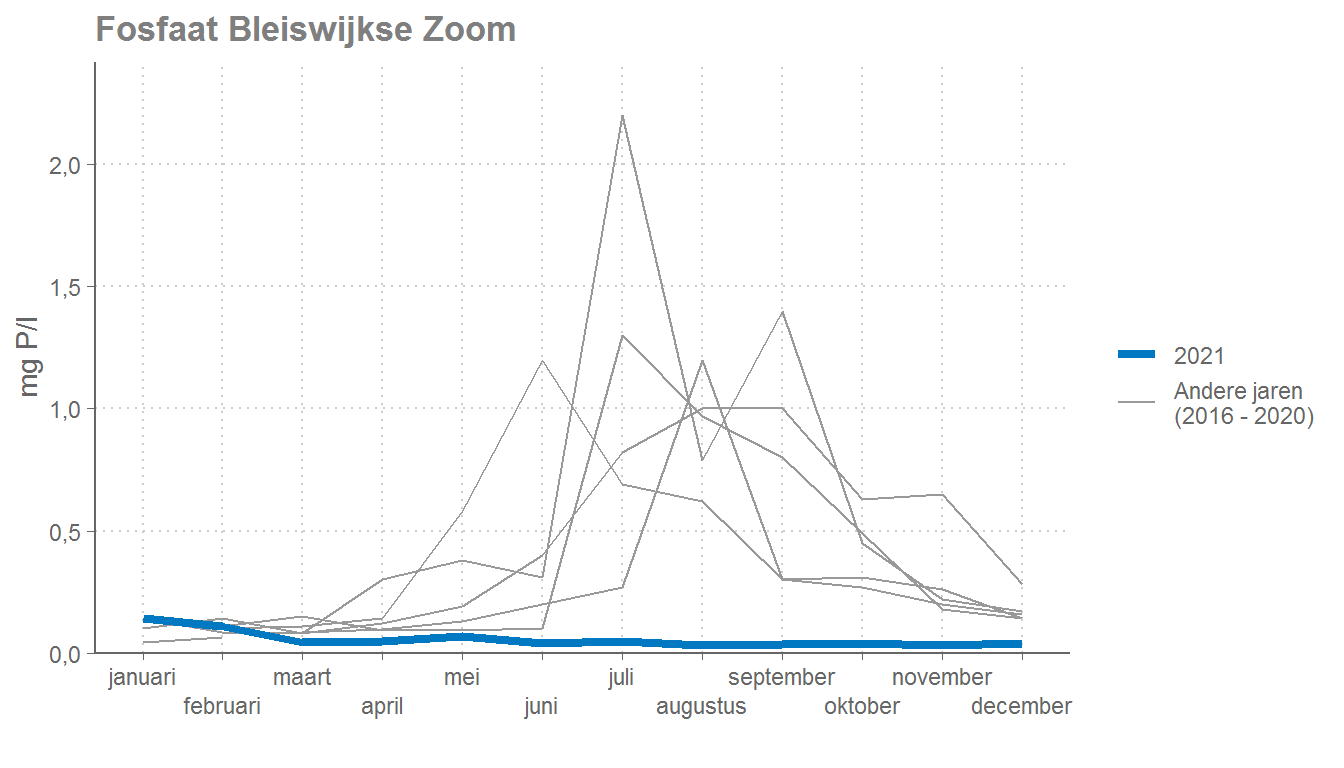 Fosfaat Bleiswijkse Zoom
mg P/l
2,0
1,5
1,0
0,5
0,0
januari
februari
maart
april
mei
juni
juli
augustus
september
oktober
november
december
2021
Andere jaren
(2016 - 2020)